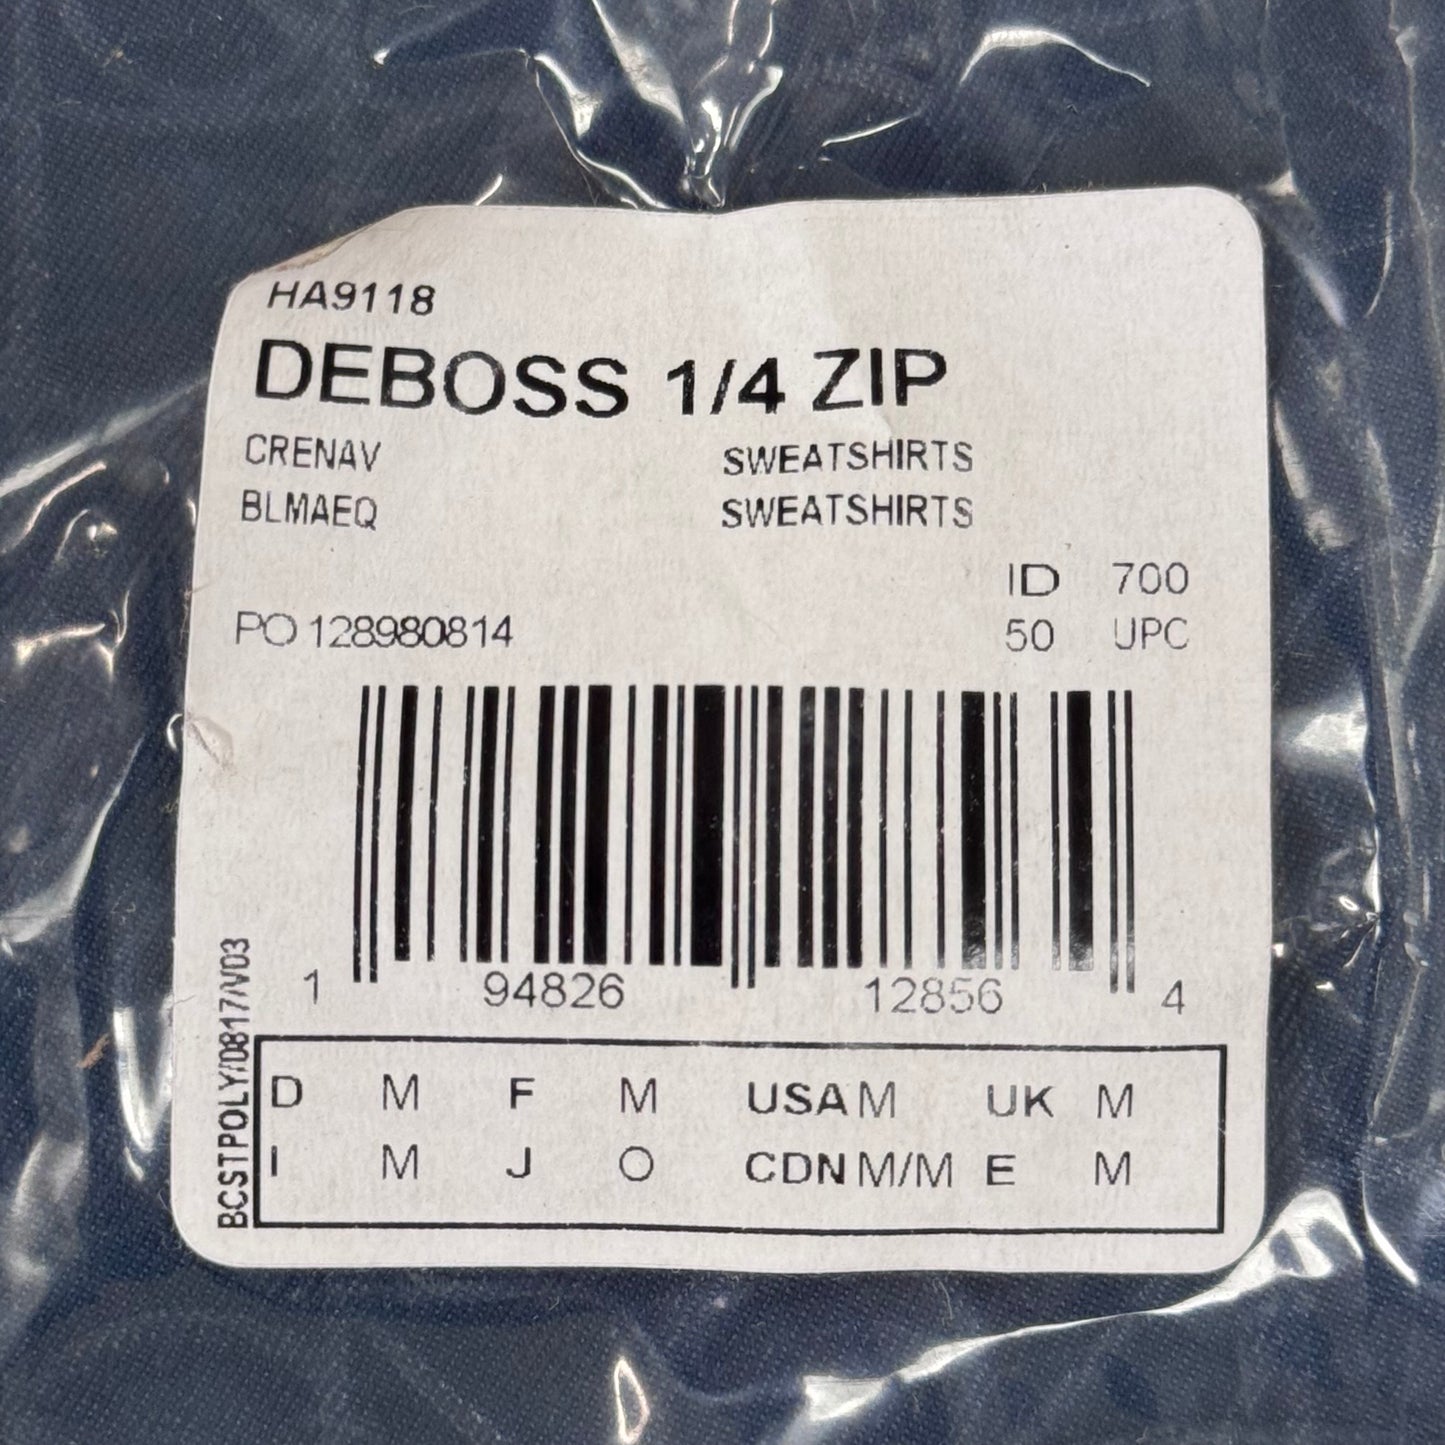 HA9118
DEBOSS 1/4 ZIP
CRENAV SWEATSHIRTS
BLMAEQ SWEATSHIRTS
ID 700
PO 128980814 50 UPC
1 94826 12856 4
BCSTPOLY/0817/V03
D M F M USA M UK M
I M J O CDN M/M E M